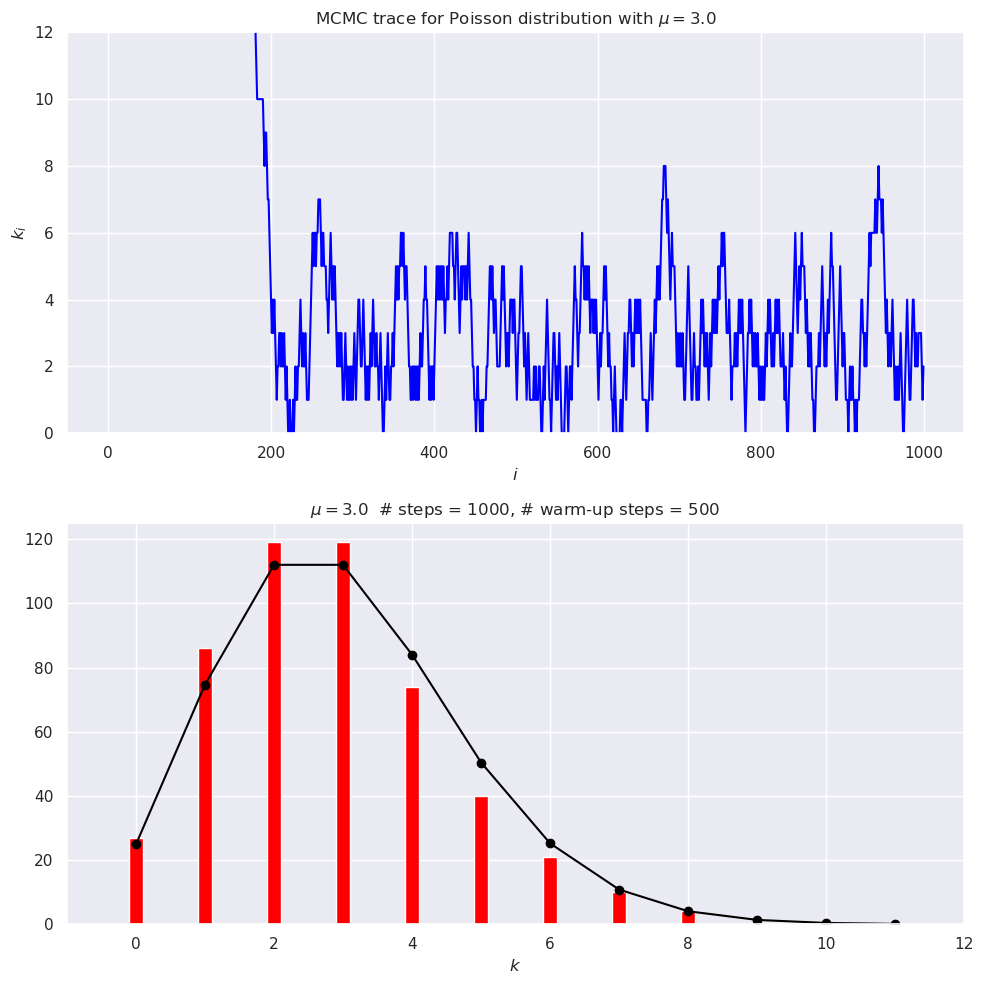 MCMC trace for Poisson distribution with μ = 3.0
12
10
8
6
4
2
0
k_i
0 200 400 600 800 1000
i
μ = 3.0 # steps = 1000, # warm-up steps = 500
120
100
80
60
40
20
0
0 2 4 6 8 10 12
k